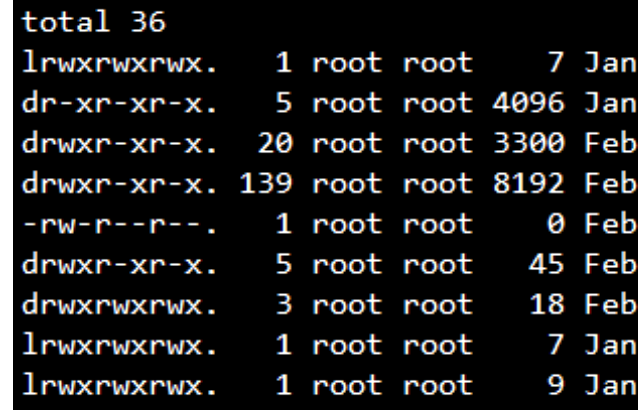 total 36
lrwxrwxrwx.   1 root root    7 Jan
dr-xr-xr-x.   5 root root 4096 Jan
drwxr-xr-x.  20 root root 3300 Feb
drwxr-xr-x. 139 root root 8192 Feb
-rw-r--r--.   1 root root    0 Feb
drwxr-xr-x.   5 root root   45 Feb
drwxrwxrwx.   3 root root   18 Feb
lrwxrwxrwx.   1 root root    7 Jan
lrwxrwxrwx.   1 root root    9 Jan